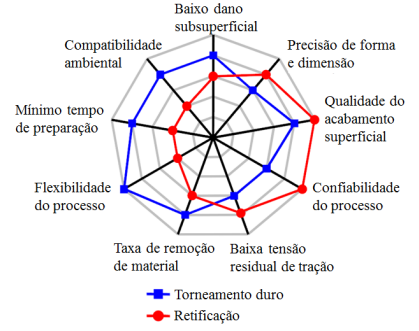 Baixo dano
subsuperficial
Precisão de forma
e dimensão
Qualidade do
acabamento
superficial
Confiabilidade
do processo
Baixa tensão
residual de tração
Taxa de remoção
de material
Flexibilidade
do processo
Mínimo tempo
de preparação
Compatibilidade
ambiental
Torneamento duro
Retificação